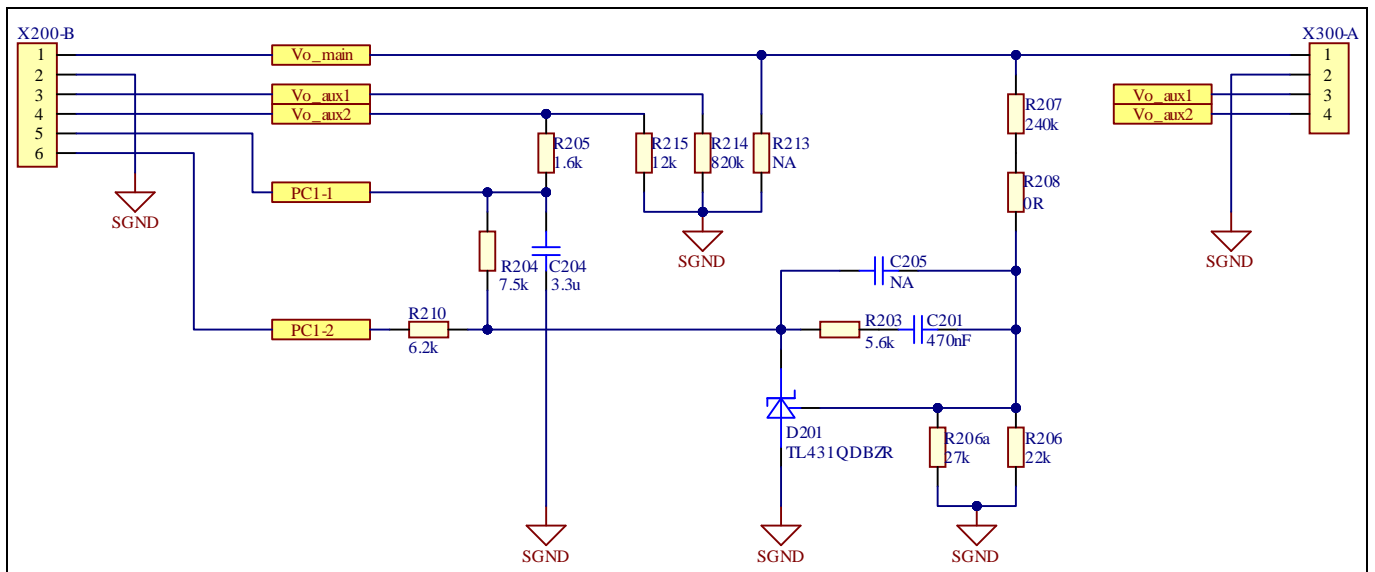 X200-B
X300-A
1
2
3
4
5
6
Vo_main
Vo_aux1
Vo_aux2
PC1-1
PC1-2
1
2
3
4
Vo_aux1
Vo_aux2
R207
240k
R208
0R
R205
1.6k
R215
12k
R214
820k
R213
NA
SGND
SGND
SGND
R204
7.5k
C204
3.3u
C205
NA
R210
6.2k
R203
5.6k
C201
470nF
D201
TL431QDBZR
R206a
27k
R206
22k
SGND
SGND
SGND